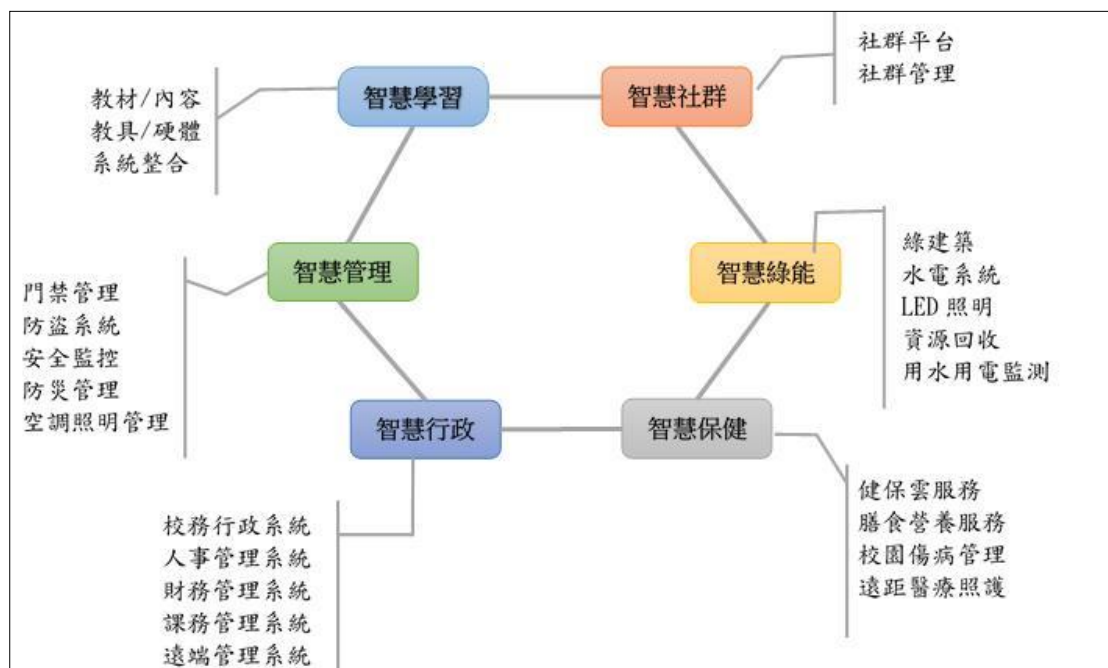 智慧學習
教材/內容
教具/硬體
系統整合
智慧社群
社群平台
社群管理
智慧管理
門禁管理
防盜系統
安全監控
防災管理
空調照明管理
智慧綠能
綠建築
水電系統
LED 照明
資源回收
用水用電監測
智慧行政
校務行政系統
人事管理系統
財務管理系統
課務管理系統
遠端管理系統
智慧保健
健保雲服務
膳食營養服務
校園傷病管理
遠距醫療照護